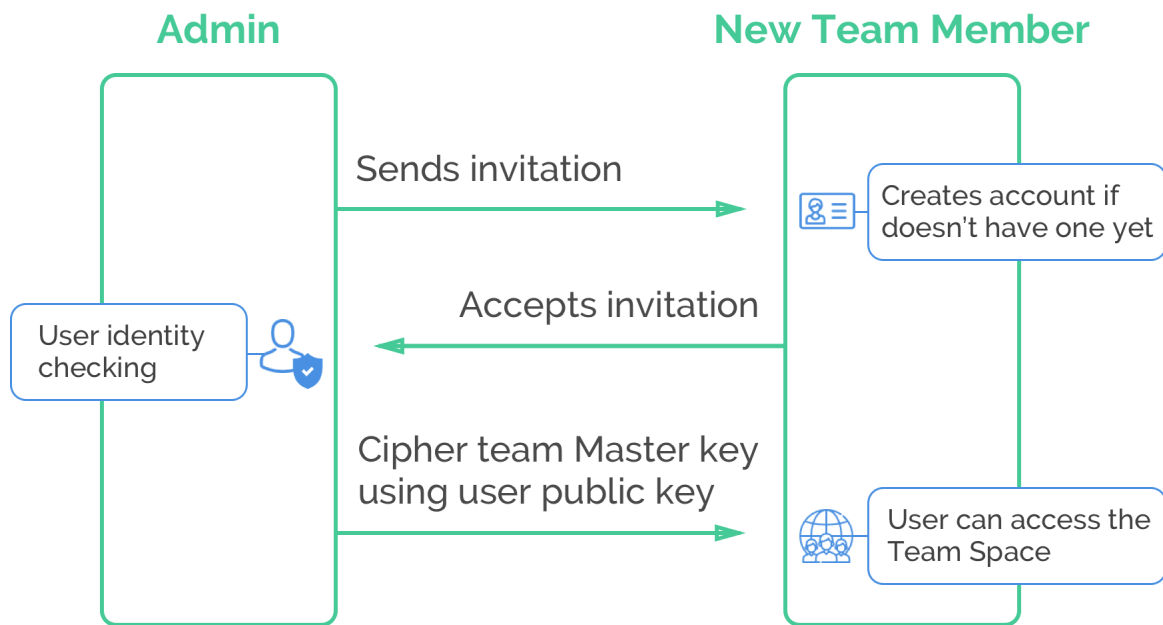 Admin
New Team Member
Sends invitation
Creates account if
doesn’t have one yet
Accepts invitation
User identity
checking
Cipher team Master key
using user public key
User can access the
Team Space